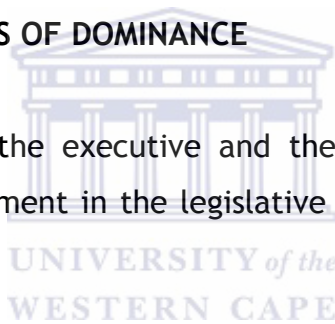 S OF DOMINANCE
the executive and the
ment in the legislative
UNIVERSITY of the
WESTERN CAPE